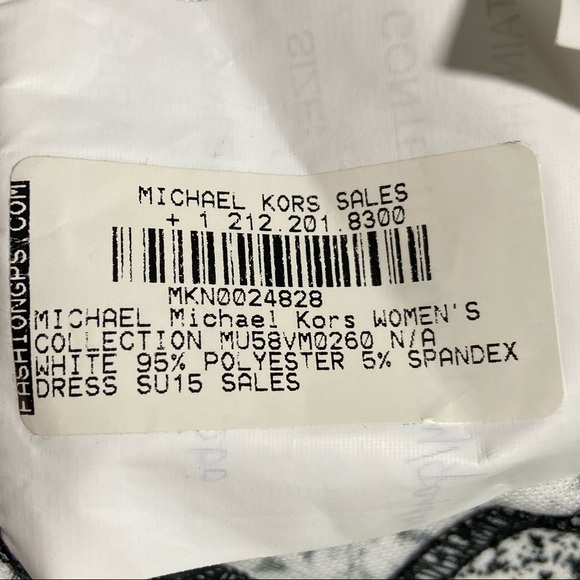 MICHAEL KORS SALES
+ 1 212.201.8300
MKN0024828
MICHAEL Michael Kors WOMEN'S
COLLECTION MU58VM0260 N/A
WHITE 95% POLYESTER 5% SPANDEX
DRESS SU15 SALES
FASHIONGPS.COM
SIZE